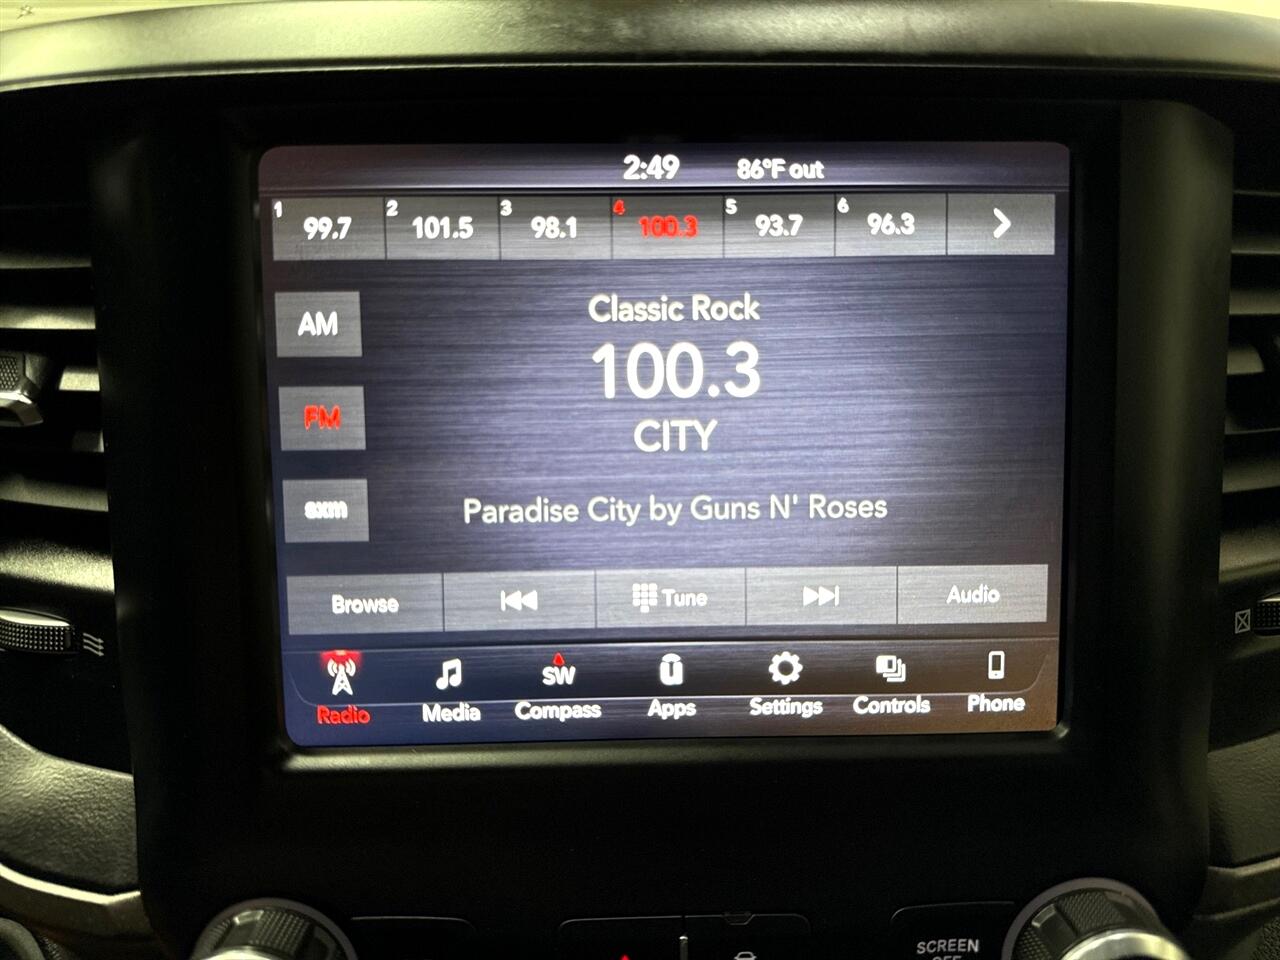 2:49 86°F out
1 99.7 2 101.5 3 98.1 4 100.3 5 93.7 6 96.3
AM
Classic Rock
100.3
FM
CITY
sxm
Paradise City by Guns N' Roses
Browse Tune Audio
SW
Radio Media Compass Apps Settings Controls Phone
SCREEN
OFF